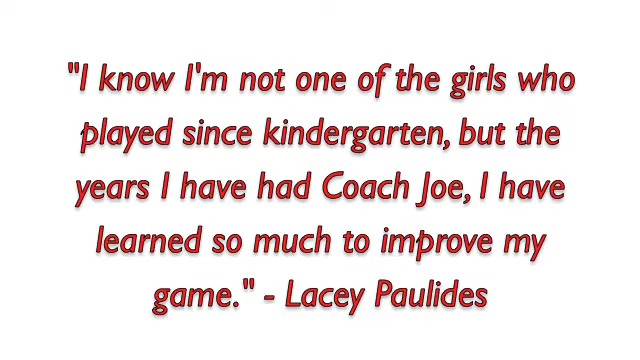 "I know I'm not one of the girls who
played since kindergarten, but the
years I have had Coach Joe, I have
learned so much to improve my
game." - Lacey Paulides